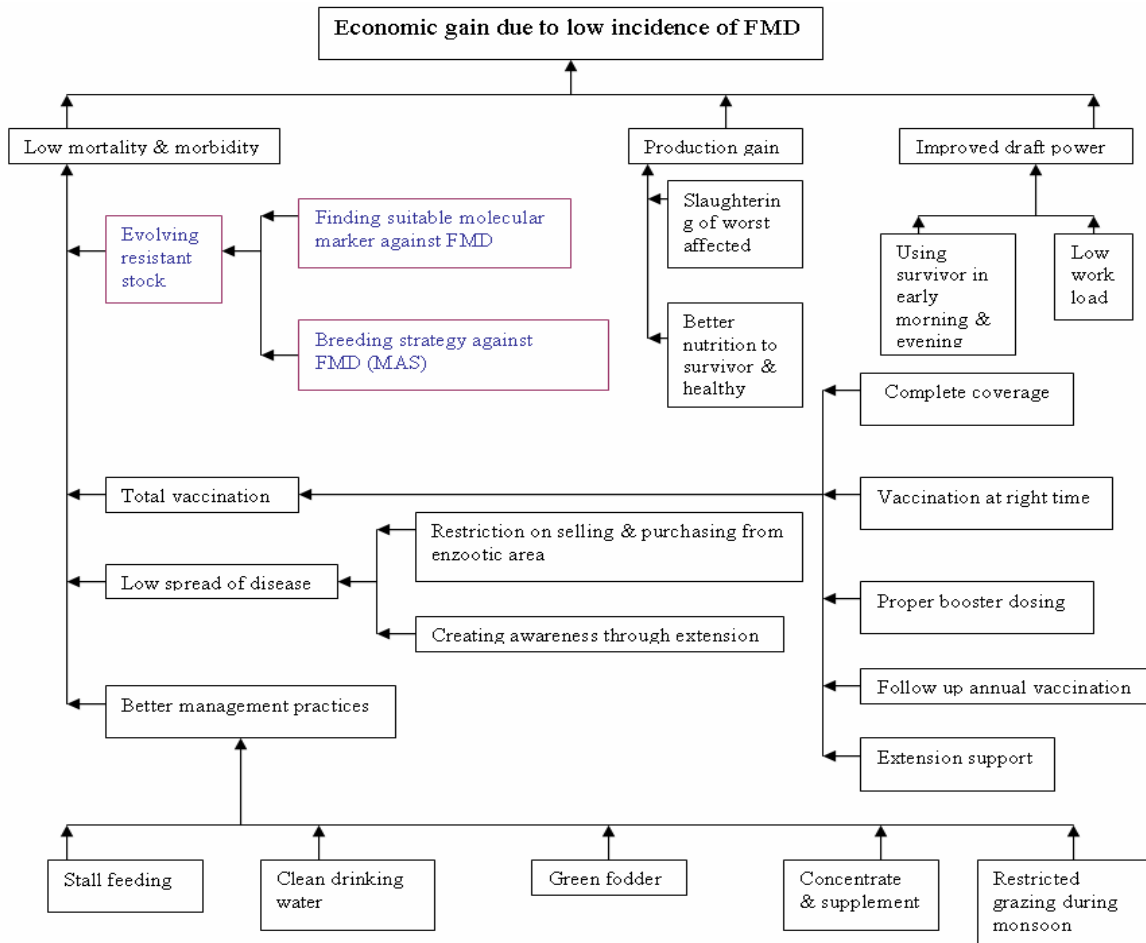 Economic gain due to low incidence of FMD
Low mortality & morbidity
Production gain
Improved draft power
Evolving
resistant
stock
Finding suitable molecular
marker against FMD
Breeding strategy against
FMD (MAS)
Slaughterin
g of worst
affected
Better
nutrition to
survivor &
healthy
Using
survivor in
early
morning &
evening
Low
work
load
Complete coverage
Total vaccination
Vaccination at right time
Restriction on selling & purchasing from
enzootic area
Low spread of disease
Proper booster dosing
Creating awareness through extension
Follow up annual vaccination
Better management practices
Extension support
Stall feeding
Clean drinking
water
Green fodder
Concentrate
& supplement
Restricted
grazing during
monsoon